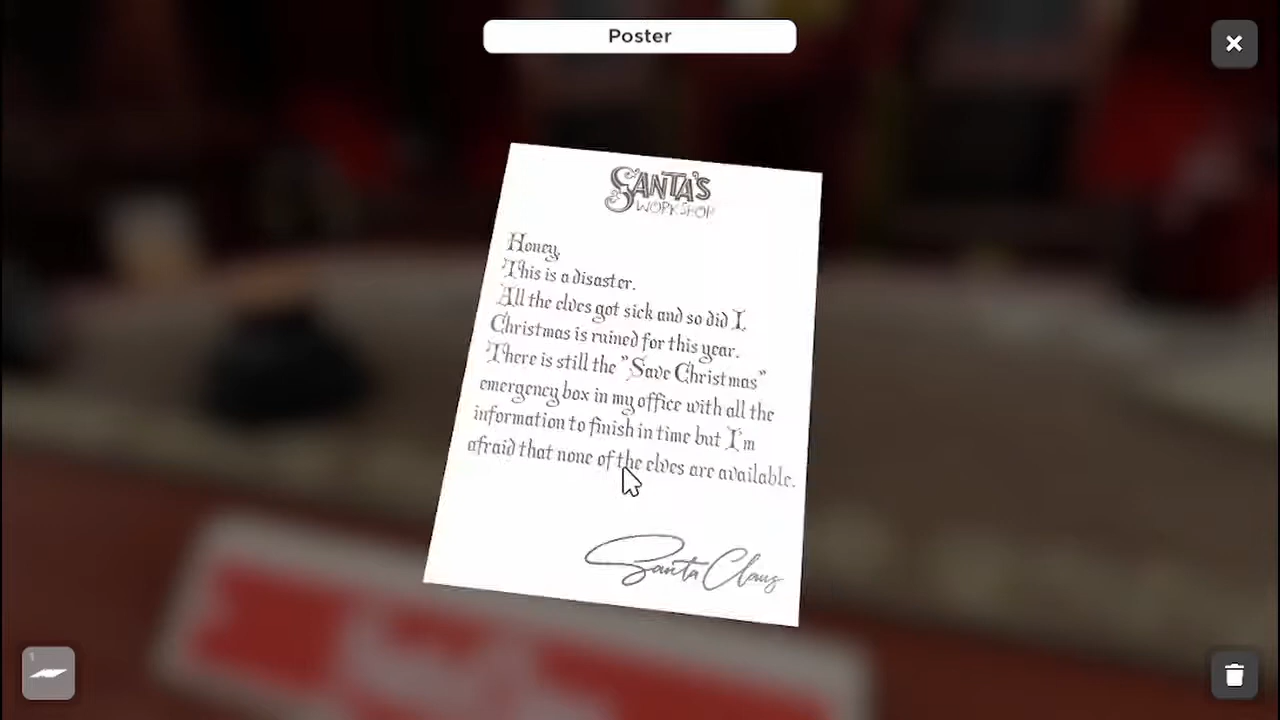 Poster
SANTA'S
WORKSHOP
Honey,
This is a disaster.
All the elves got sick and so did I.
Christmas is ruined for this year.
There is still the "Save Christmas"
emergency box in my office with all the
information to finish in time but I'm
afraid that none of the elves are available.
Santa Claus
1